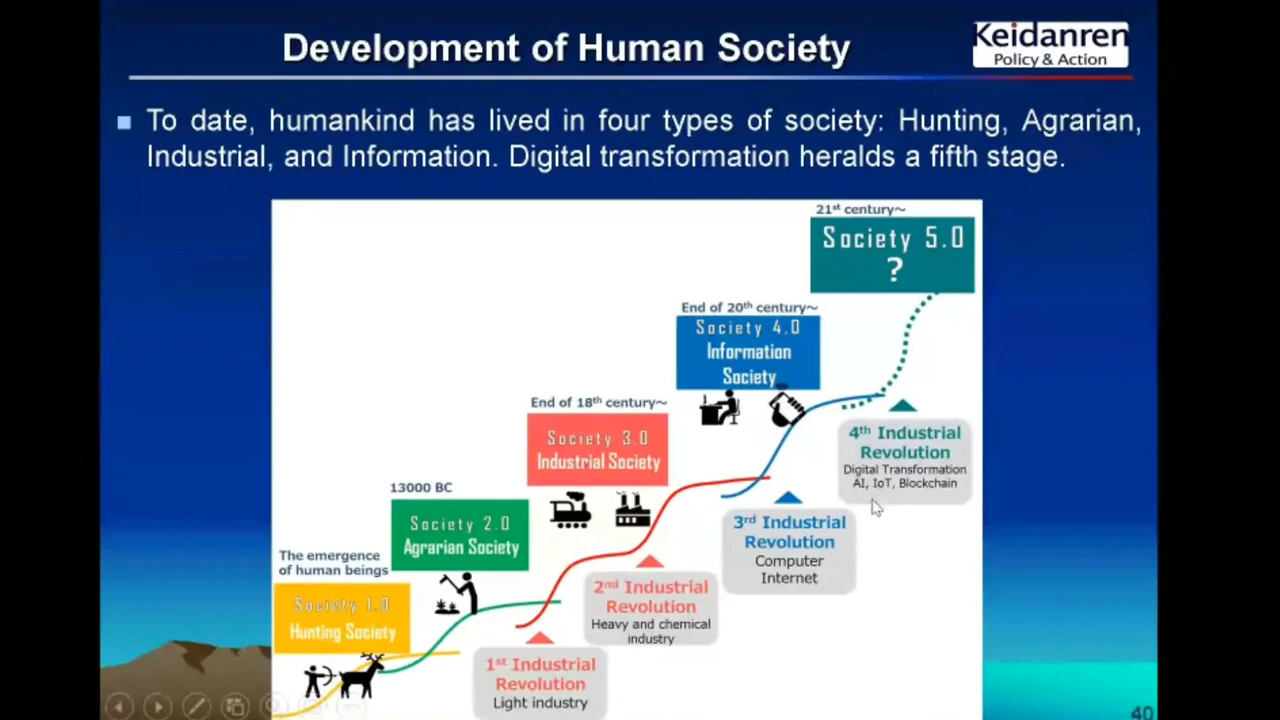 Development of Human Society
Keidanren
Policy & Action
To date, humankind has lived in four types of society: Hunting, Agrarian,
Industrial, and Information. Digital transformation heralds a fifth stage.
21st century~
Society 5.0
?
End of 20th century~
Society 4.0
Information
Society
End of 18th century~
Society 3.0
Industrial Society
13000 BC
Society 2.0
Agrarian Society
The emergence
of human beings
Society 1.0
Hunting Society
4th Industrial
Revolution
Digital Transformation
AI, IoT, Blockchain
3rd Industrial
Revolution
Computer
Internet
2nd Industrial
Revolution
Heavy and chemical
industry
1st Industrial
Revolution
Light industry
40